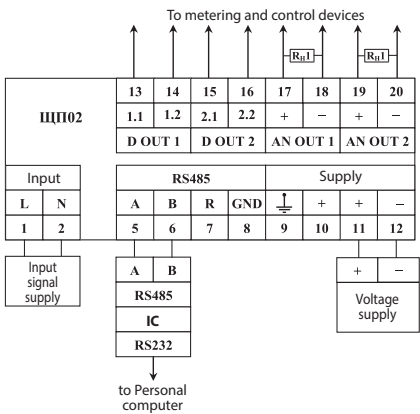 To metering and control devices
R_H1 R_H1
13 14 15 16 17 18 19 20
ЩП02 1.1 1.2 2.1 2.2 + − + −
D OUT 1 D OUT 2 AN OUT 1 AN OUT 2
Input RS485 Supply
L N A B R GND + + −
1 2 5 6 7 8 9 10 11 12
Input
signal
supply
A B
RS485
IC
RS232
+ −
Voltage
supply
to Personal
computer